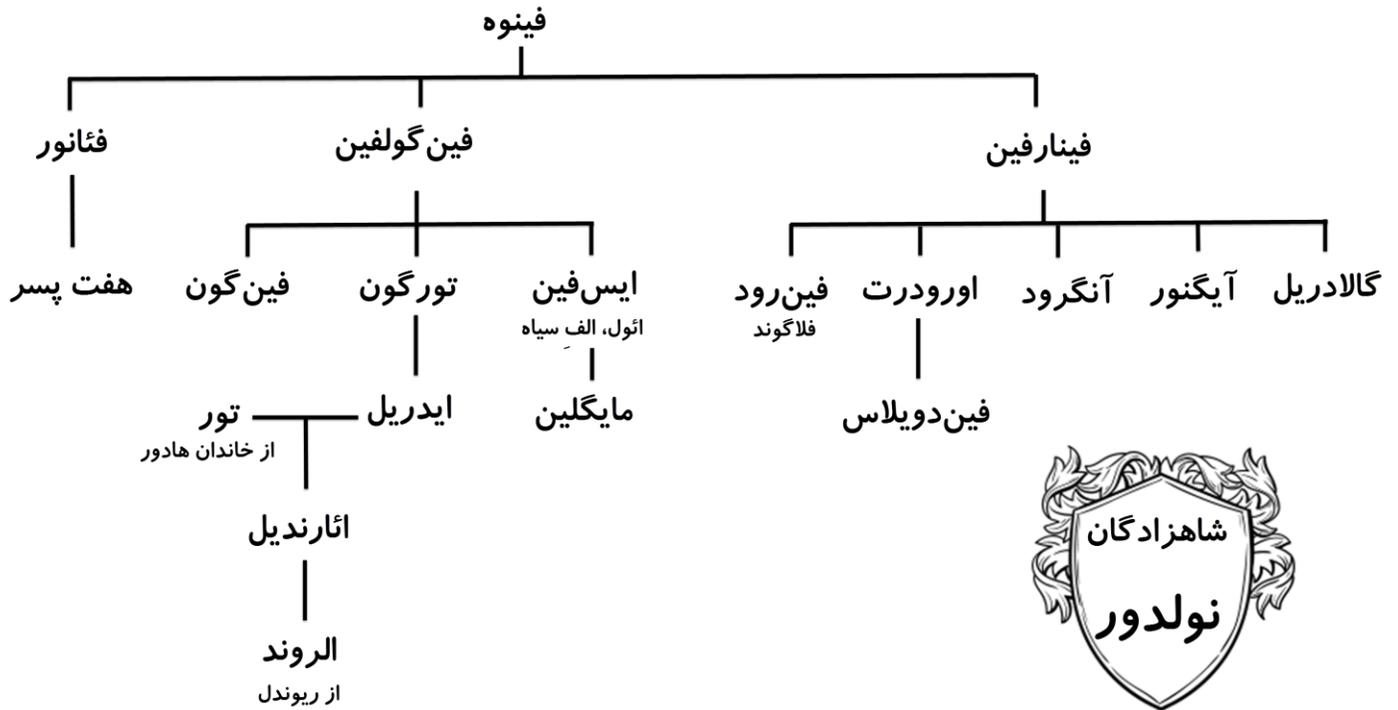 فینوه
فینارفین
فین‌گولفین
فئانور
گالادریل
آیگنور
آنگرود
اورودرت
فین‌رود
فلاگوند
ایس‌فین
ائول، الف سیاه
تورگون
فین‌گون
هفت پسر
فین‌دویلاس
مایگلین
ایدریل
تور
از خاندان هادور
ائارندیل
الروند
از ریوندل
شاهزادگان
نولدور